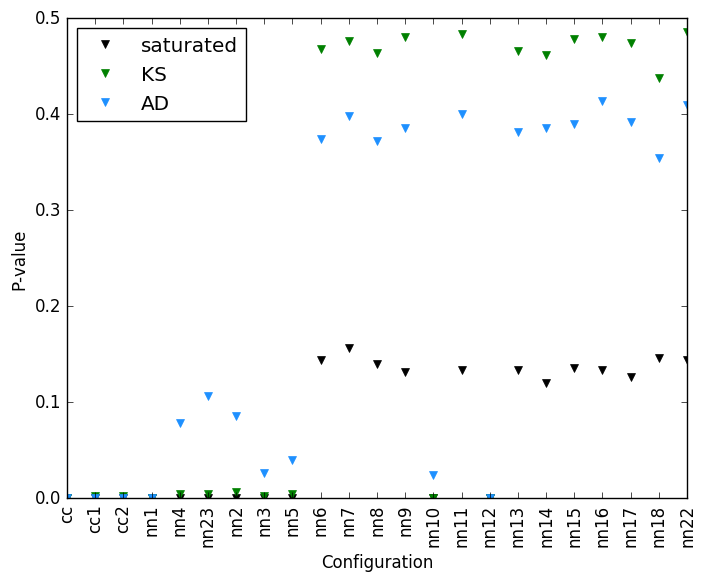 0.5
0.4
0.3
0.2
0.1
0.0
P-value
saturated
KS
AD
cc
cc1
cc2
nn1
nn4
nn23
nn2
nn3
nn5
nn6
nn7
nn8
nn9
nn10
nn11
nn12
nn13
nn14
nn15
nn16
nn17
nn18
nn22
Configuration